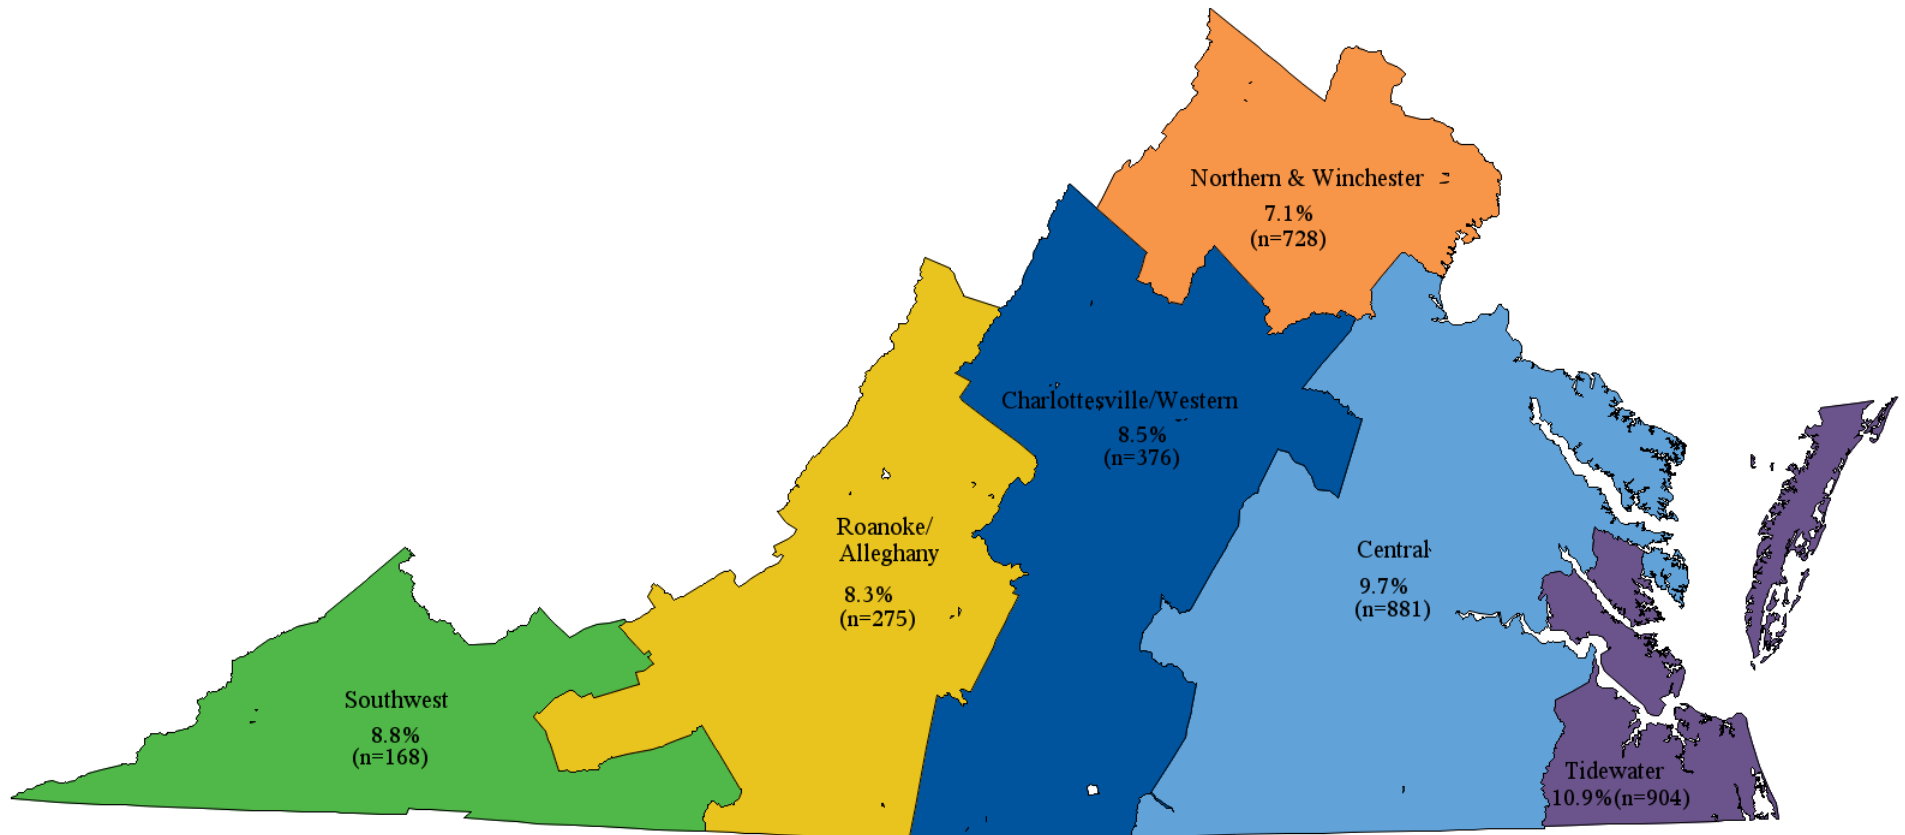 Northern & Winchester
7.1%
(n=728)
Charlottesville/Western
8.5%
(n=376)
Roanoke/
Alleghany
8.3%
(n=275)
Central
9.7%
(n=881)
Southwest
8.8%
(n=168)
Tidewater
10.9%(n=904)